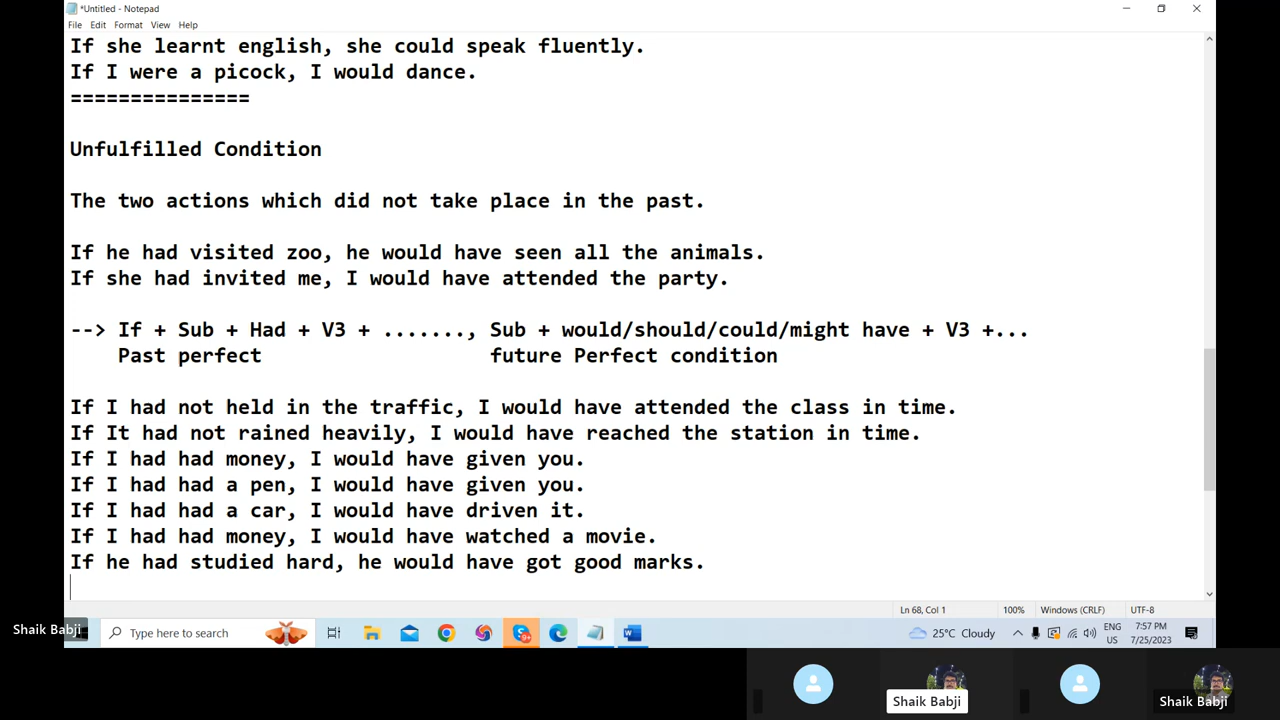 *Untitled - Notepad
File Edit Format View Help
If she learnt english, she could speak fluently.
If I were a picock, I would dance.
===============
Unfulfilled Condition
The two actions which did not take place in the past.
If he had visited zoo, he would have seen all the animals.
If she had invited me, I would have attended the party.
--> If + Sub + Had + V3 + ......., Sub + would/should/could/might have + V3 +...
Past perfect future Perfect condition
If I had not held in the traffic, I would have attended the class in time.
If It had not rained heavily, I would have reached the station in time.
If I had had money, I would have given you.
If I had had a pen, I would have given you.
If I had had a car, I would have driven it.
If I had had money, I would have watched a movie.
If he had studied hard, he would have got good marks.
Ln 68, Col 1 100% Windows (CRLF) UTF-8
Shaik Babji
Type here to search
25°C Cloudy
ENG
US
7:57 PM
7/25/2023
Shaik Babji
Shaik Babji